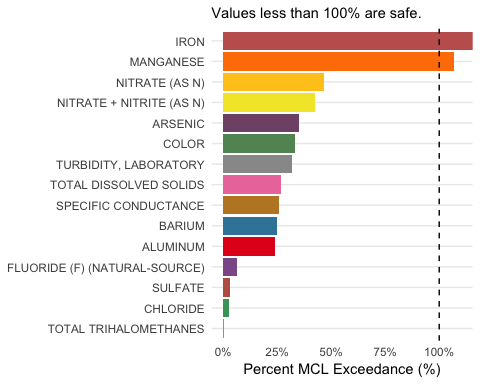 Values less than 100% are safe.
IRON
MANGANESE
NITRATE (AS N)
NITRATE + NITRITE (AS N)
ARSENIC
COLOR
TURBIDITY, LABORATORY
TOTAL DISSOLVED SOLIDS
SPECIFIC CONDUCTANCE
BARIUM
ALUMINUM
FLUORIDE (F) (NATURAL-SOURCE)
SULFATE
CHLORIDE
TOTAL TRIHALOMETHANES
0% 25% 50% 75% 100%
Percent MCL Exceedance (%)